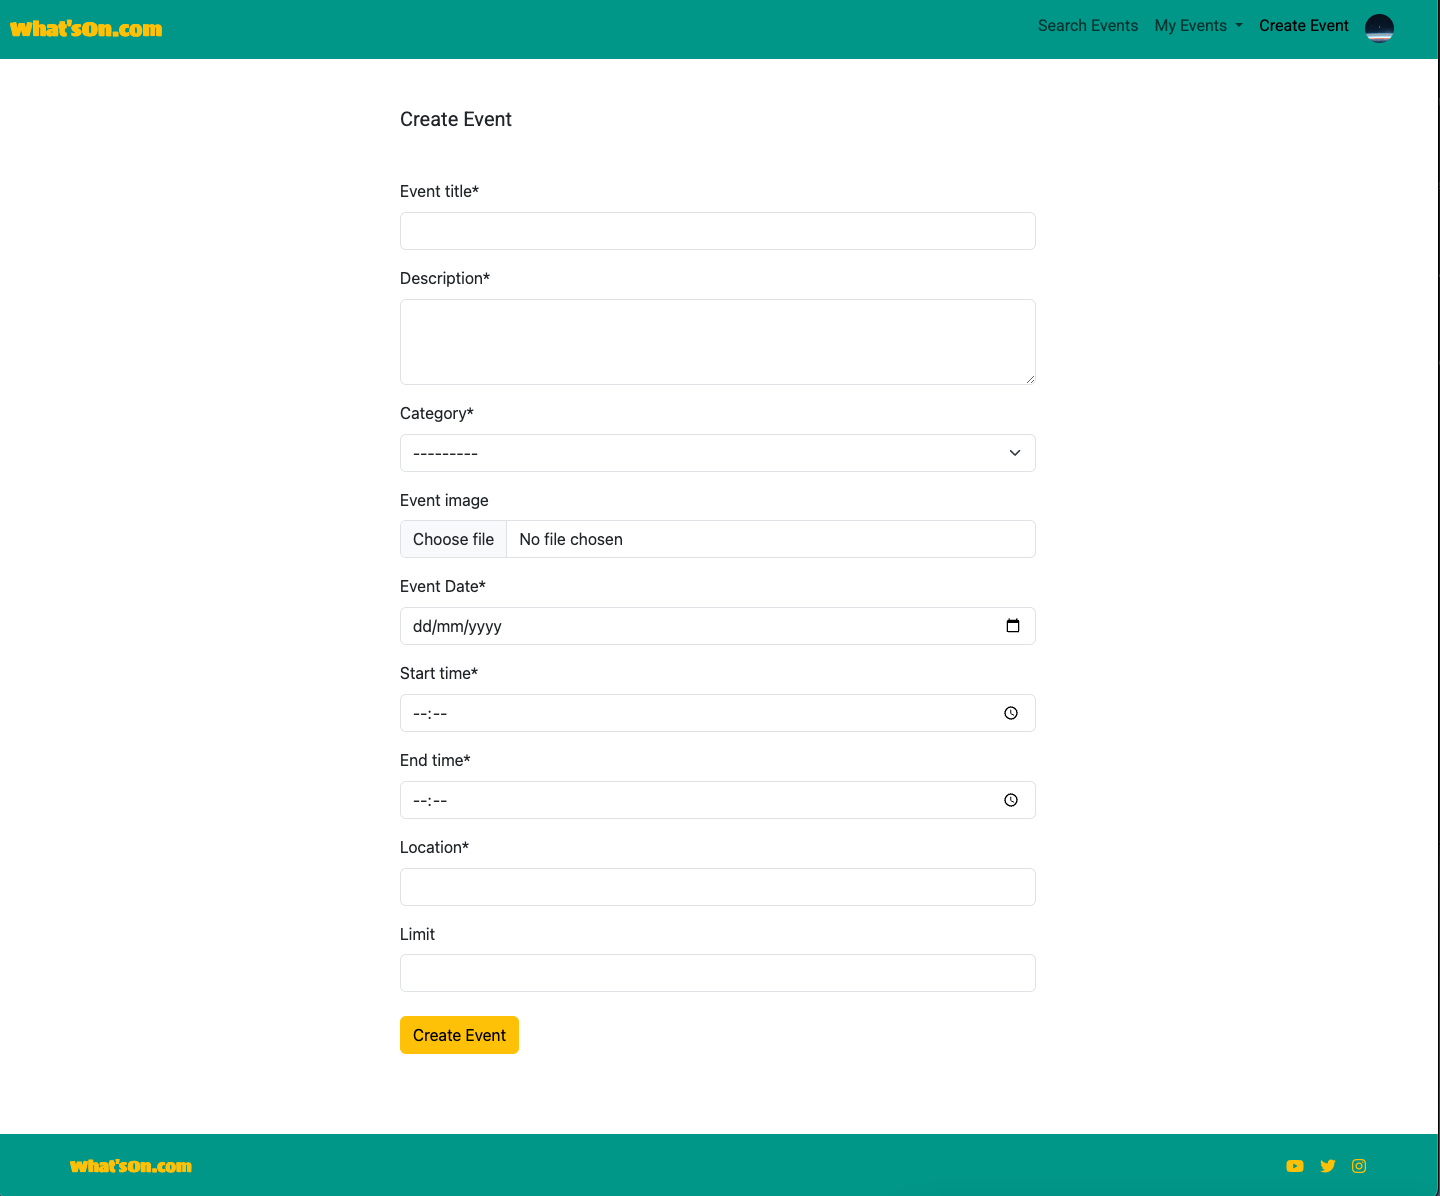 What'sOn.com
Search Events My Events Create Event
Create Event
Event title*
Description*
Category*
---------
Event image
Choose file No file chosen
Event Date*
dd/mm/yyyy
Start time*
--:--
End time*
--:--
Location*
Limit
Create Event
What'sOn.com